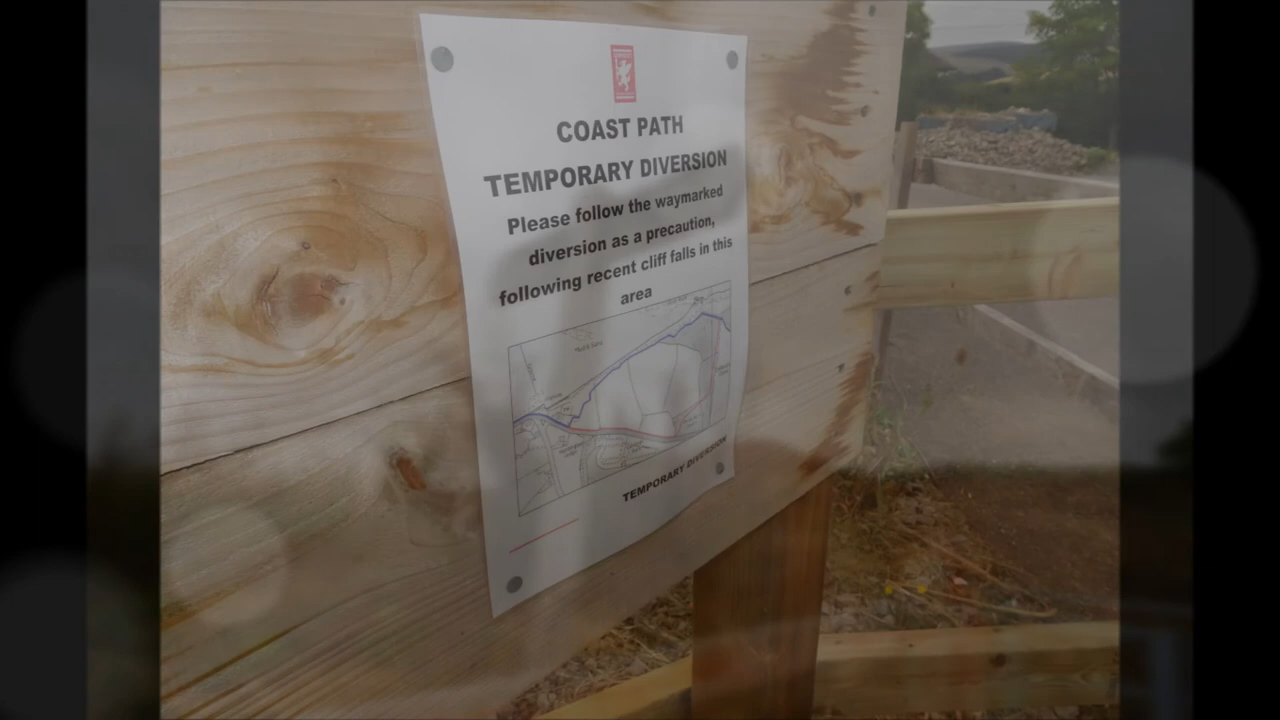 COAST PATH
TEMPORARY DIVERSION
Please follow the waymarked
diversion as a precaution,
following recent cliff falls in this
area
TEMPORARY DIVERSION